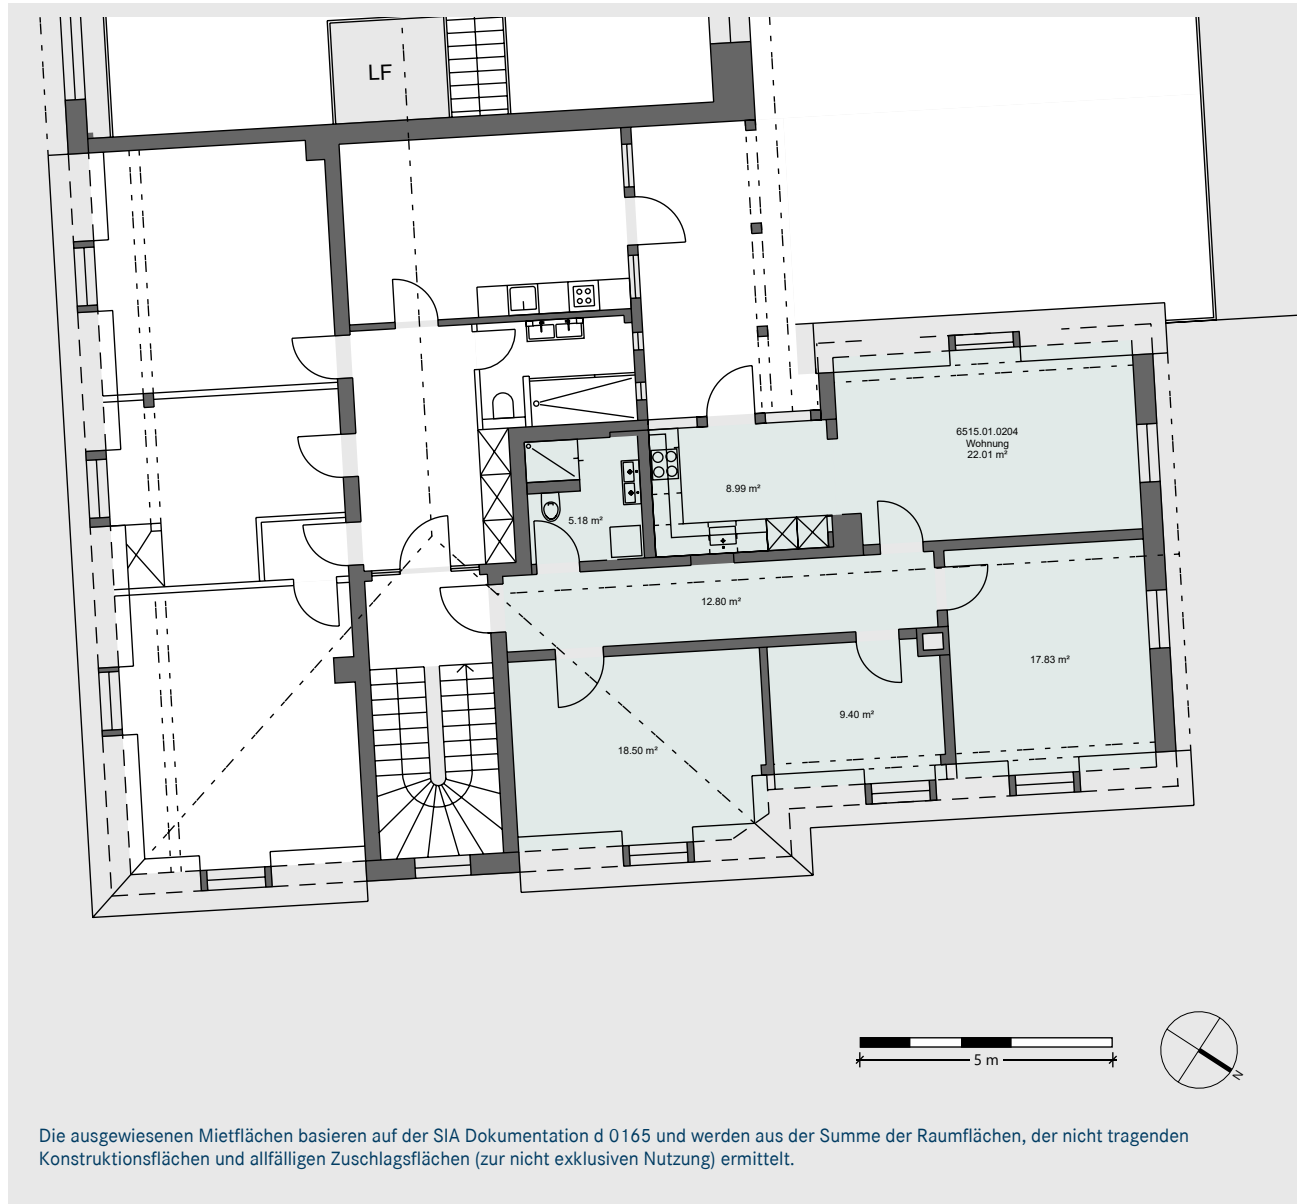 LF
6515.01.0204
Wohnung
22.01 m²
8.99 m²
5.18 m²
12.80 m²
17.83 m²
9.40 m²
18.50 m²
5 m
N
Die ausgewiesenen Mietflächen basieren auf der SIA Dokumentation d 0165 und werden aus der Summe der Raumflächen, der nicht tragenden
Konstruktionsflächen und allfälligen Zuschlagsflächen (zur nicht exklusiven Nutzung) ermittelt.